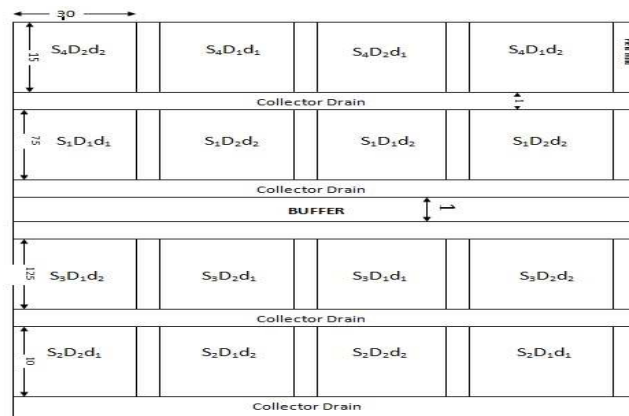 30
15 S₄D₂d₂ S₄D₁d₁ S₄D₂d₁ S₄D₁d₂
Collector Drain 1
75 S₁D₁d₁ S₁D₂d₂ S₁D₁d₂ S₁D₂d₂
Collector Drain
BUFFER 1
125 S₃D₁d₂ S₃D₂d₁ S₃D₁d₁ S₃D₂d₂
Collector Drain
10 S₂D₂d₁ S₂D₁d₂ S₂D₂d₂ S₂D₁d₁
Collector Drain